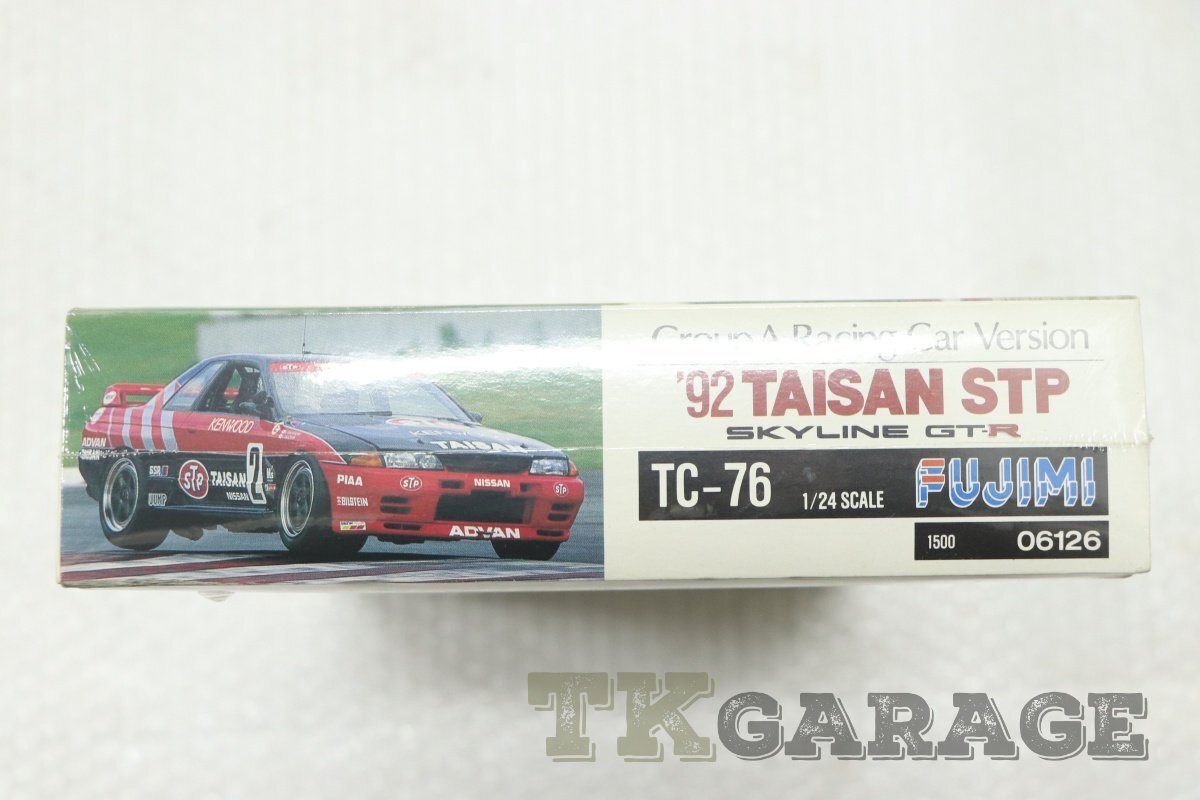 Group A Racing Car Version
'92 TAISAN STP
SKYLINE GT-R
TC-76 1/24 SCALE FUJIMI
1500 06126
KENWOOD
TAISAN
ADVAN
STP
TAISAN
2
NISSAN
PIAA
STP
NISSAN
STP
BILSTEIN
ADVAN
TKGARAGE